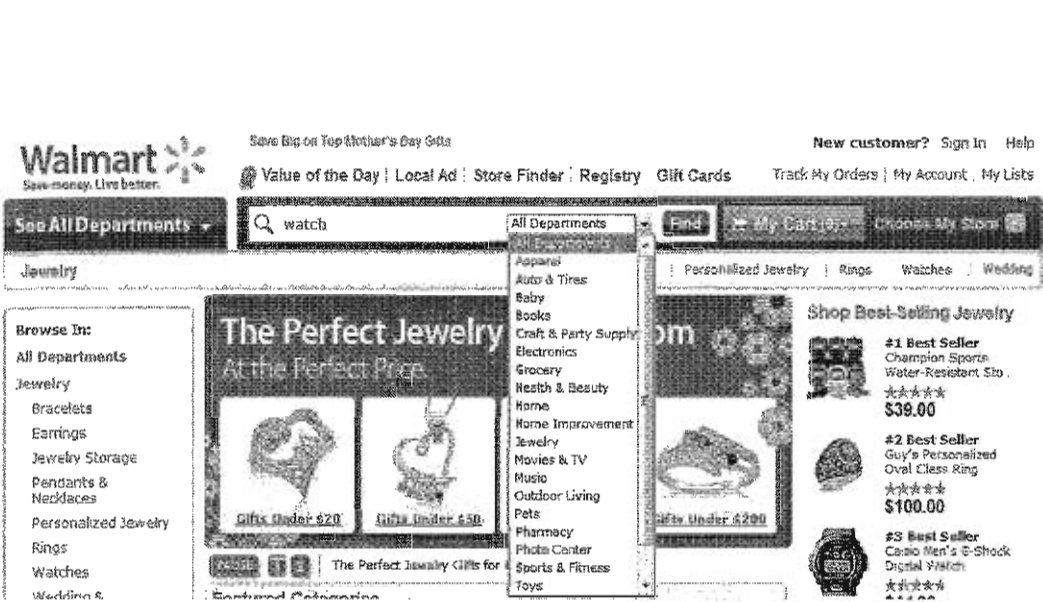 Save Big on Top Mother's Day Gifts
New customer? Sign In Help
Walmart
Save money. Live better.
Value of the Day | Local Ad | Store Finder | Registry Gift Cards
Track My Orders | My Account | My Lists
See All Departments
watch
All Departments
Find
My Cart
Choose My Store
All Departments
Apparel
Auto & Tires
Baby
Books
Craft & Party Supply
Electronics
Grocery
Health & Beauty
Home
Home Improvement
Jewelry
Movies & TV
Music
Outdoor Living
Pets
Pharmacy
Photo Center
Sports & Fitness
Toys
Jewelry
| Personalized Jewelry | Rings Watches | Wedding
Browse In:
All Departments
Jewelry
Bracelets
Earrings
Jewelry Storage
Pendants &
Necklaces
Personalized Jewelry
Rings
Watches
Wedding &
The Perfect Jewelry om
At the Perfect Price
Gifts Under $20
Gifts Under $50
Gifts Under $200
1 2
The Perfect Jewelry Gifts for
Featured Categories
Shop Best-Selling Jewelry
#1 Best Seller
Champion Sports
Water-Resistant Sto .
$39.00
#2 Best Seller
Guy's Personalized
Oval Class Ring
$100.00
#3 Best Seller
Casio Men's G-Shock
Digital Watch